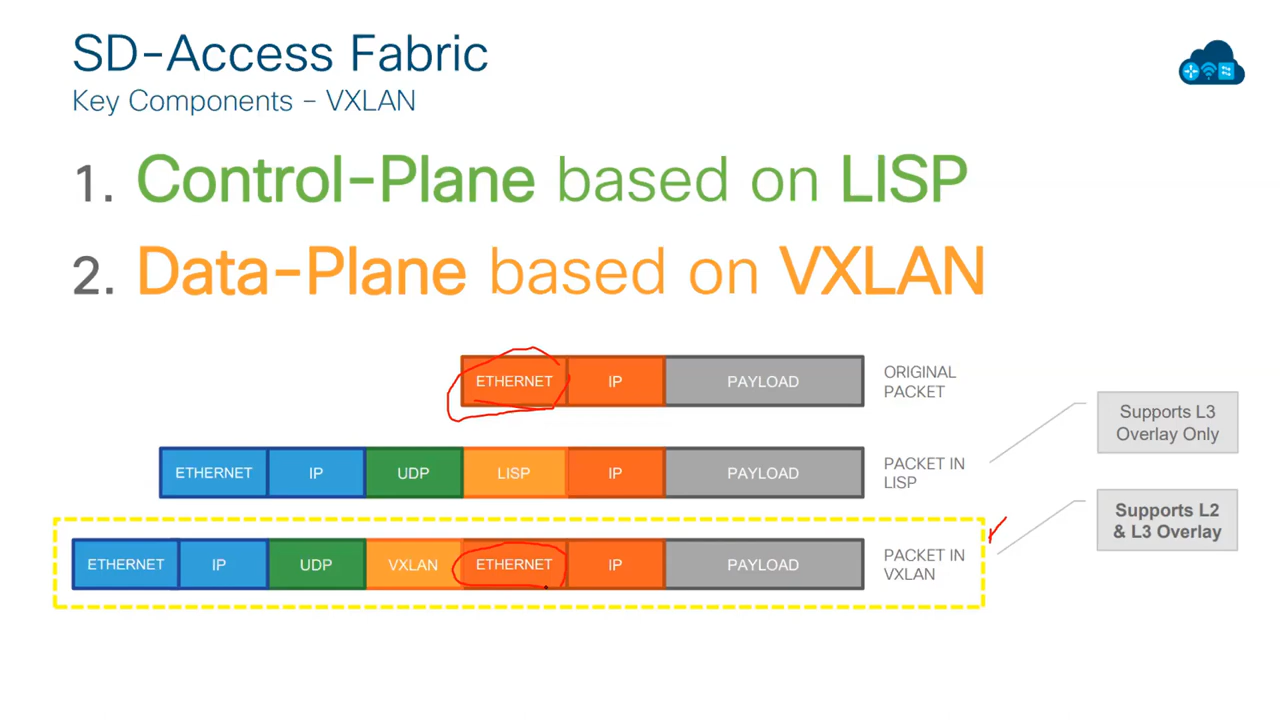 SD-Access Fabric
Key Components - VXLAN
1. Control-Plane based on LISP
2. Data-Plane based on VXLAN
ETHERNET IP PAYLOAD
ORIGINAL
PACKET
Supports L3
Overlay Only
ETHERNET IP UDP LISP IP PAYLOAD
PACKET IN
LISP
Supports L2
& L3 Overlay
ETHERNET IP UDP VXLAN ETHERNET IP PAYLOAD
PACKET IN
VXLAN